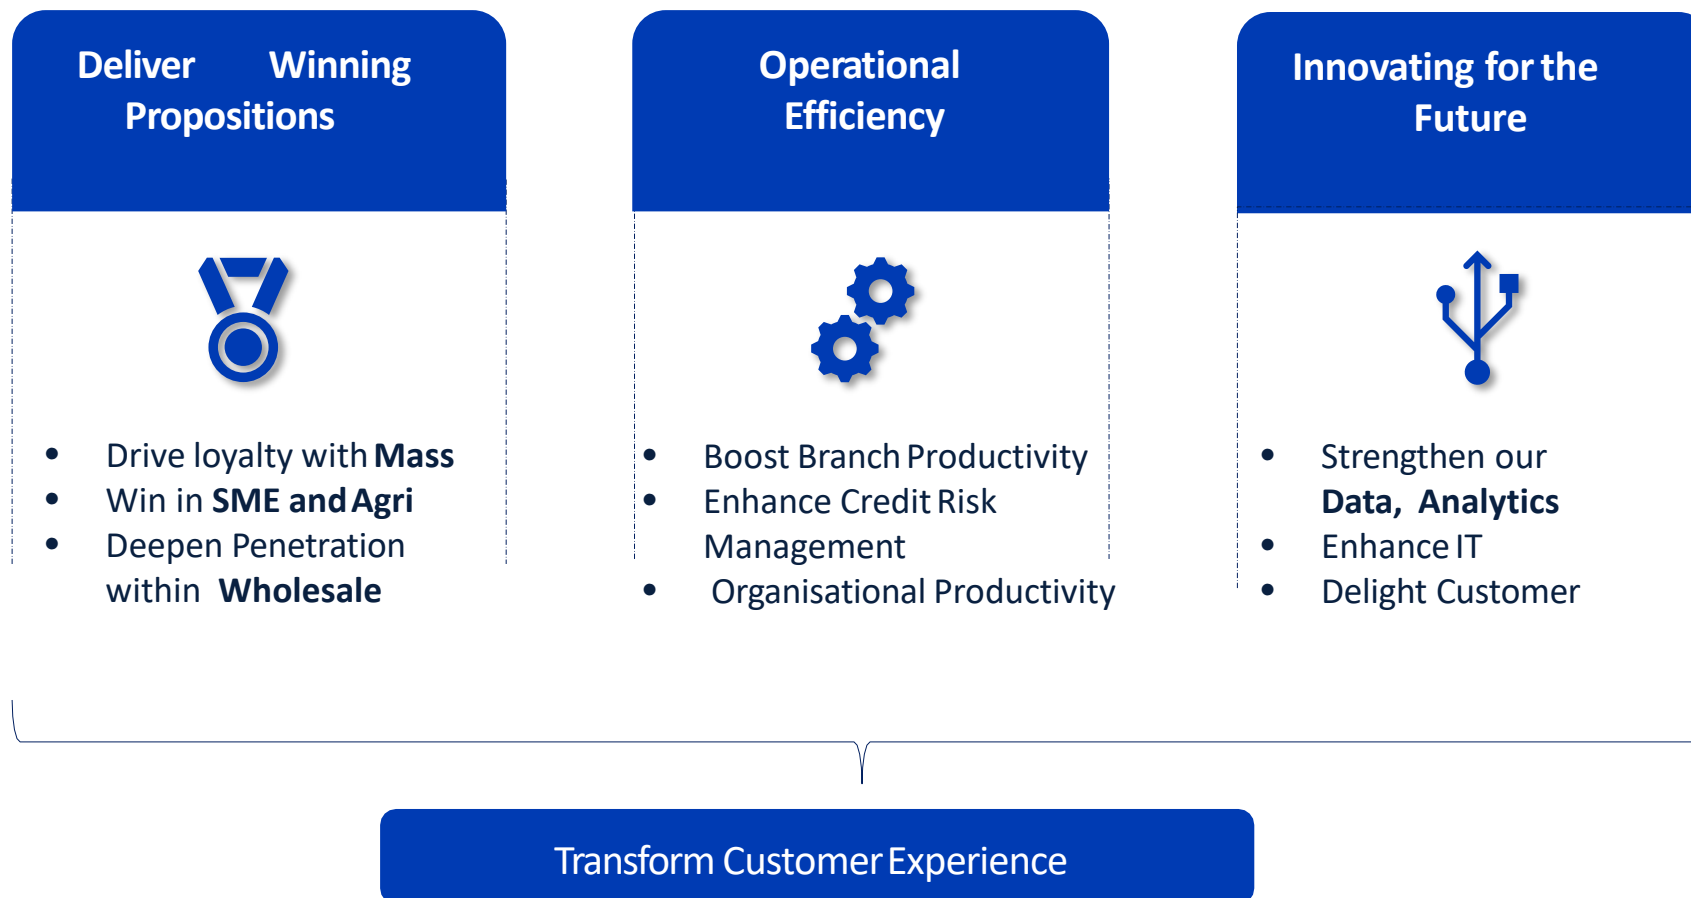 Deliver Winning
Propositions
• Drive loyalty with Mass
• Win in SME and Agri
• Deepen Penetration
within Wholesale
Operational
Efficiency
• Boost Branch Productivity
• Enhance Credit Risk
Management
• Organisational Productivity
Innovating for the
Future
• Strengthen our
Data, Analytics
• Enhance IT
• Delight Customer
Transform Customer Experience